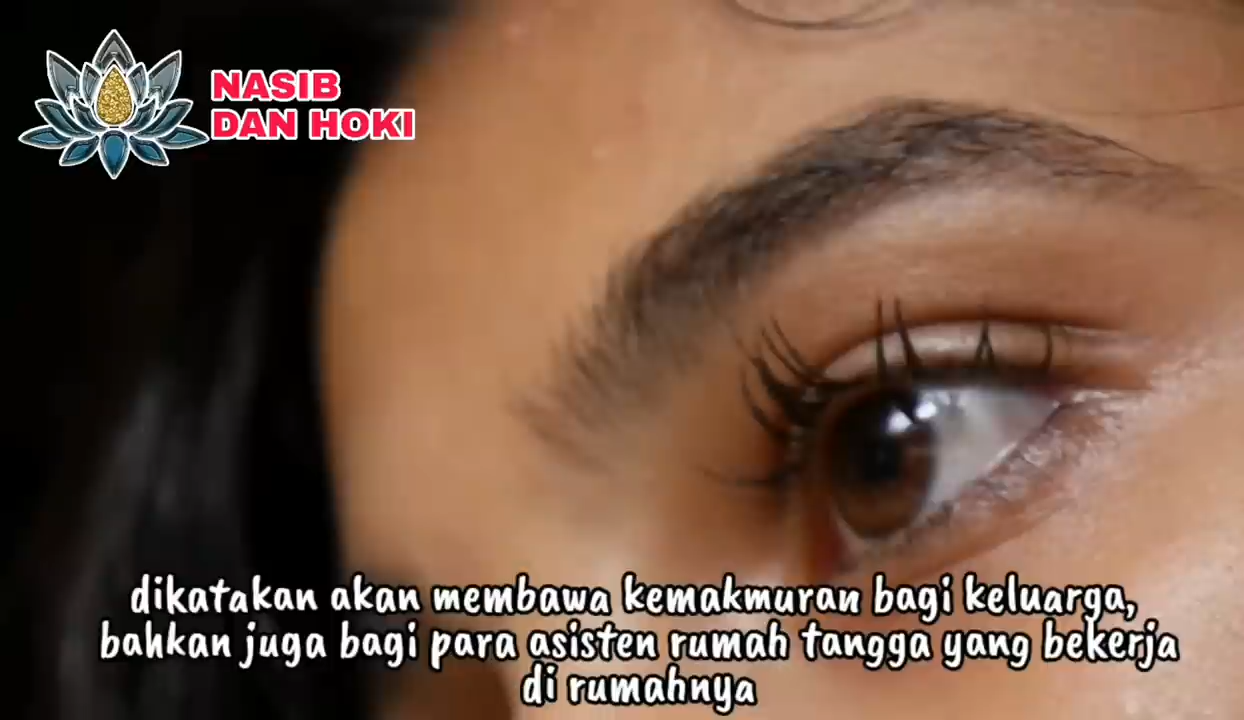 NASIB
DAN HOKI
dikatakan akan membawa kemakmuran bagi keluarga,
bahkan juga bagi para asisten rumah tangga yang bekerja
di rumahnya